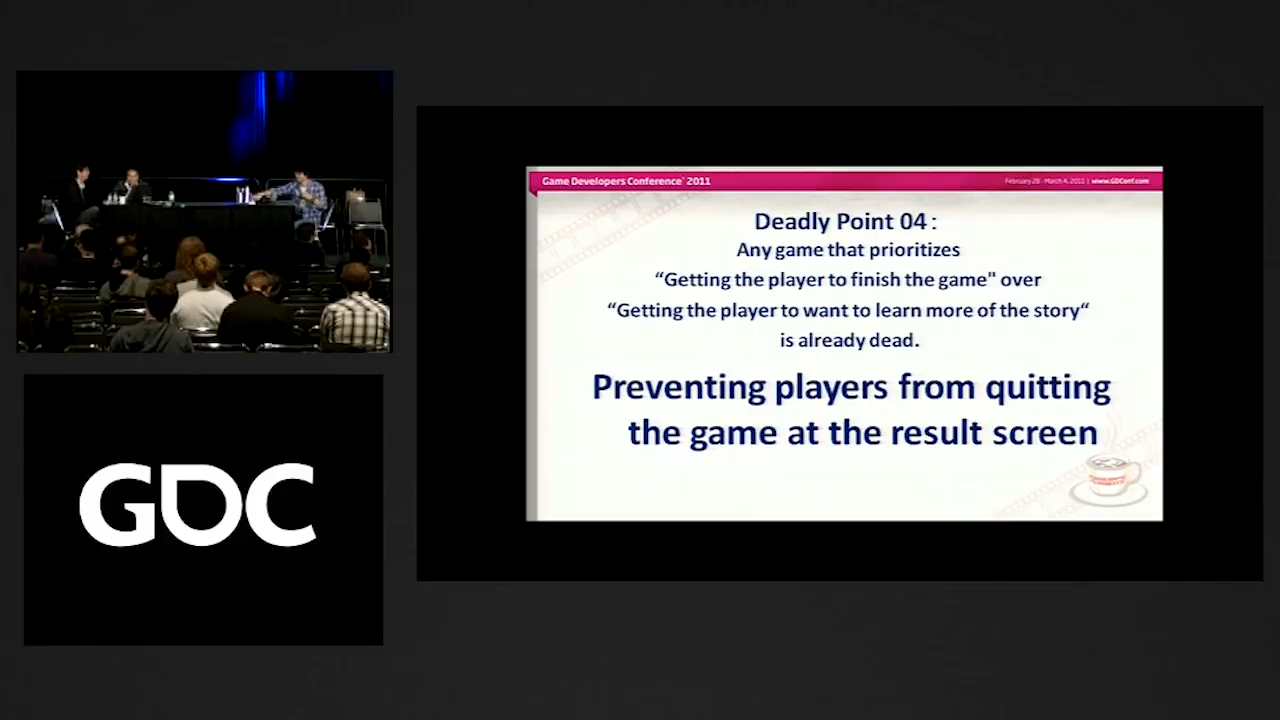 Game Developers Conference® 2011
February 28 - March 4, 2011 | www.GDConf.com
Deadly Point 04 :
Any game that prioritizes
“Getting the player to finish the game" over
“Getting the player to want to learn more of the story“
is already dead.
Preventing players from quitting
the game at the result screen
GDC